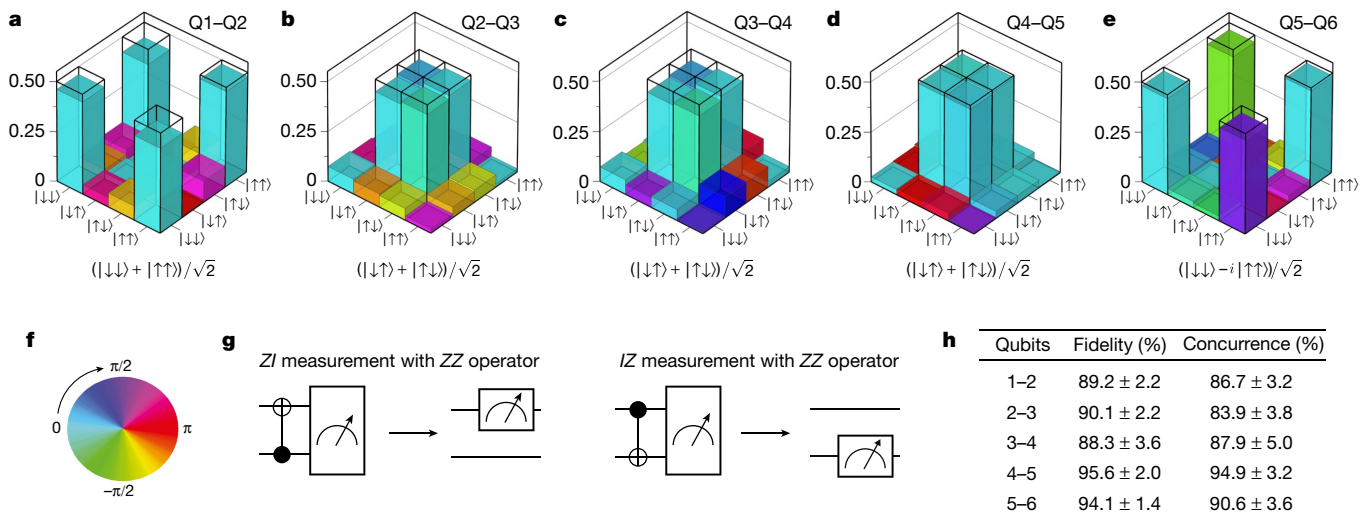 a Q1–Q2
0.50
0.25
0
|↓↓⟩ |↓↑⟩ |↑↓⟩ |↑↑⟩ |↓↓⟩ |↓↑⟩ |↑↓⟩ |↑↑⟩
(|↓↓⟩ + |↑↑⟩)/√2
b Q2–Q3
0.50
0.25
0
|↓↓⟩ |↓↑⟩ |↑↓⟩ |↑↑⟩ |↓↓⟩ |↓↑⟩ |↑↓⟩ |↑↑⟩
(|↓↑⟩ + |↑↓⟩)/√2
c Q3–Q4
0.50
0.25
0
|↓↓⟩ |↓↑⟩ |↑↓⟩ |↑↑⟩ |↓↓⟩ |↓↑⟩ |↑↓⟩ |↑↑⟩
(|↓↑⟩ + |↑↓⟩)/√2
d Q4–Q5
0.50
0.25
0
|↓↓⟩ |↓↑⟩ |↑↓⟩ |↑↑⟩ |↓↓⟩ |↓↑⟩ |↑↓⟩ |↑↑⟩
(|↓↑⟩ + |↑↓⟩)/√2
e Q5–Q6
0.50
0.25
0
|↓↓⟩ |↓↑⟩ |↑↓⟩ |↑↑⟩ |↓↓⟩ |↓↑⟩ |↑↓⟩ |↑↑⟩
(|↓↓⟩ – i |↑↑⟩)/√2
f
π/2
0
π
–π/2
g
ZI measurement with ZZ operator
IZ measurement with ZZ operator
h
Qubits Fidelity (%) Concurrence (%)
1–2 89.2 ± 2.2 86.7 ± 3.2
2–3 90.1 ± 2.2 83.9 ± 3.8
3–4 88.3 ± 3.6 87.9 ± 5.0
4–5 95.6 ± 2.0 94.9 ± 3.2
5–6 94.1 ± 1.4 90.6 ± 3.6